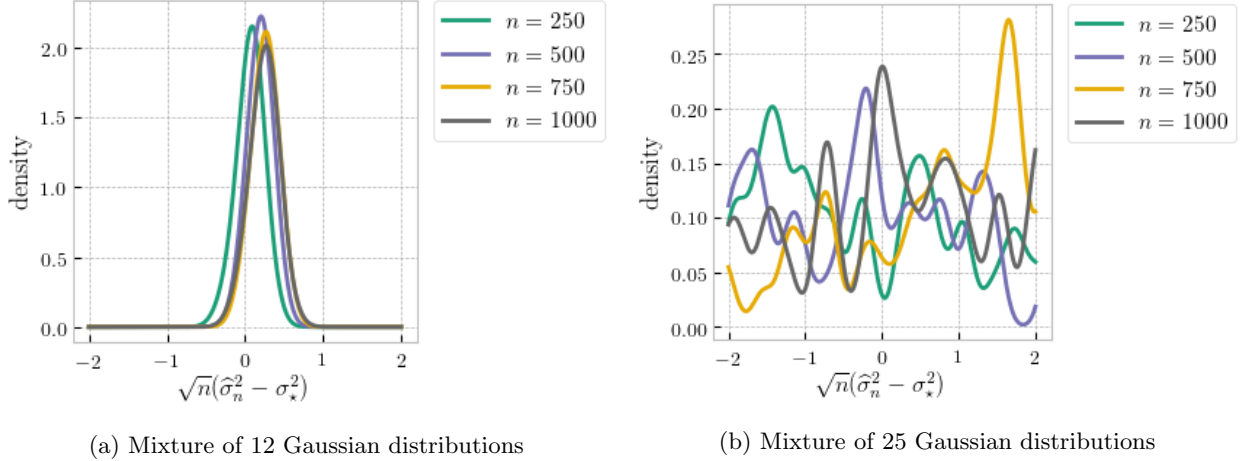 density
2.0
1.5
1.0
0.5
0.0
−2
−1
0
1
2
√n(σ̂²ₙ − σ²⋆)
n = 250
n = 500
n = 750
n = 1000
(a) Mixture of 12 Gaussian distributions
density
0.25
0.20
0.15
0.10
0.05
0.00
−2
−1
0
1
2
√n(σ̂²ₙ − σ²⋆)
n = 250
n = 500
n = 750
n = 1000
(b) Mixture of 25 Gaussian distributions